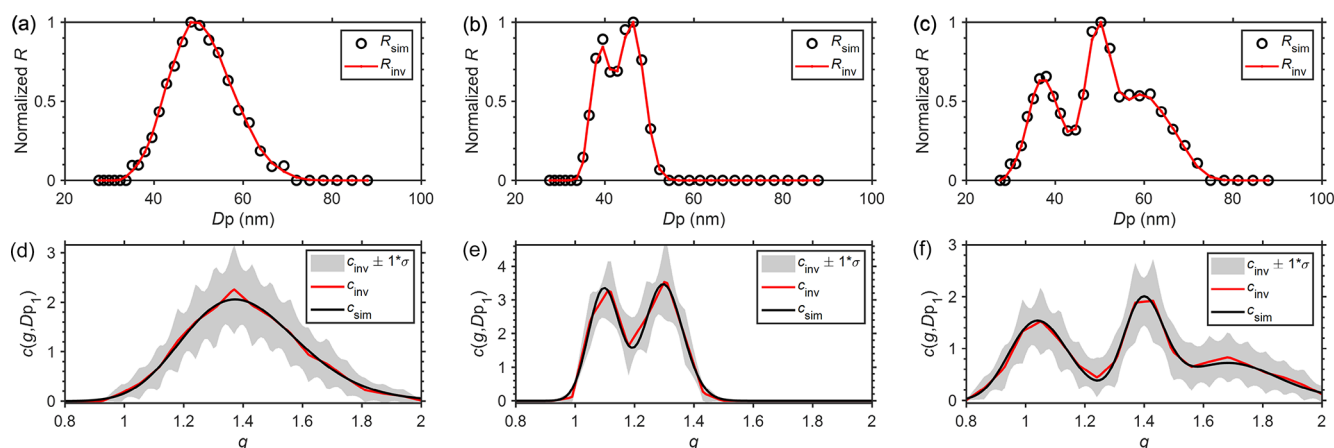 (a)
1
0.5
0
Normalized R
R_sim
R_inv
20 40 60 80 100
Dp (nm)
(b)
1
0.5
0
Normalized R
R_sim
R_inv
20 40 60 80 100
Dp (nm)
(c)
1
0.5
0
Normalized R
R_sim
R_inv
20 40 60 80 100
Dp (nm)
(d)
3
2
1
0
c(g,Dp_1)
c_inv ± 1*σ
c_inv
c_sim
0.8 1 1.2 1.4 1.6 1.8 2
g
(e)
4
3
2
1
0
c(g,Dp_1)
c_inv ± 1*σ
c_inv
c_sim
0.8 1 1.2 1.4 1.6 1.8 2
g
(f)
3
2
1
0
c(g,Dp_1)
c_inv ± 1*σ
c_inv
c_sim
0.8 1 1.2 1.4 1.6 1.8 2
g